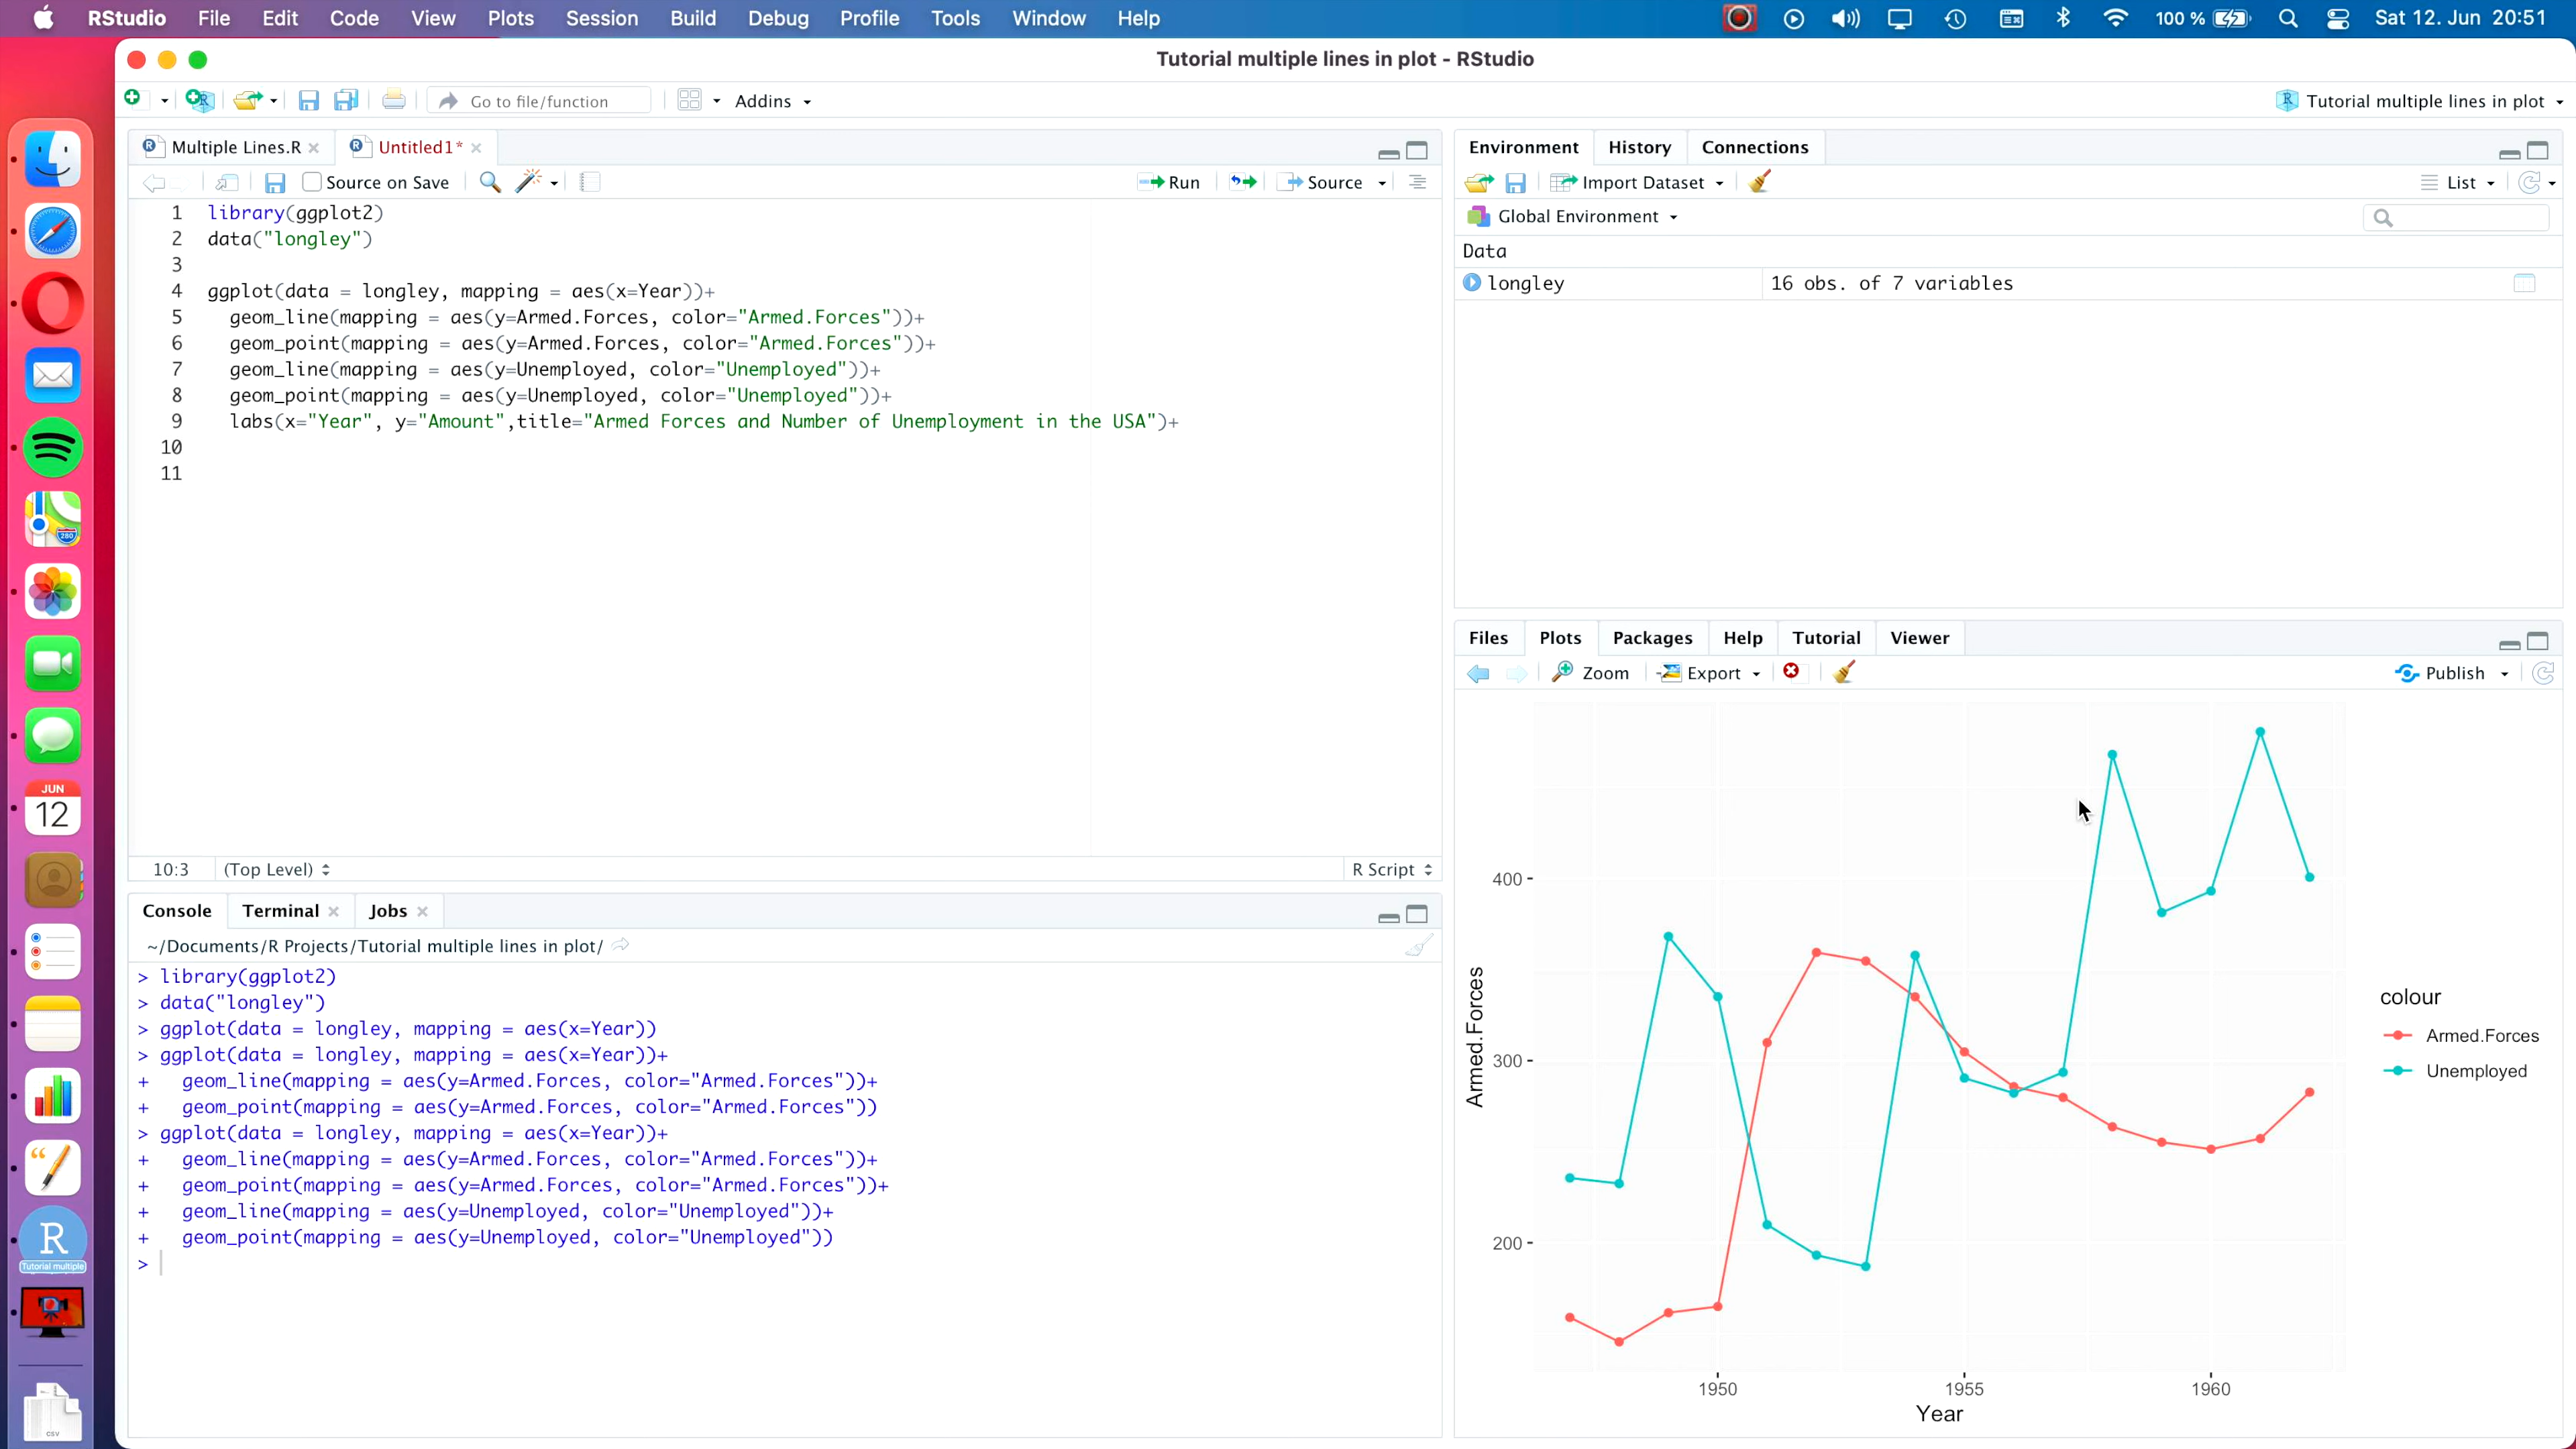 RStudio File Edit Code View Plots Session Build Debug Profile Tools Window Help 100 % Sat 12. Jun 20:51
Tutorial multiple lines in plot - RStudio
Go to file/function Addins Tutorial multiple lines in plot
Multiple Lines.R Untitled1*
Source on Save Run Source
1 library(ggplot2)
2 data("longley")
3
4 ggplot(data = longley, mapping = aes(x=Year))+
5 geom_line(mapping = aes(y=Armed.Forces, color="Armed.Forces"))+
6 geom_point(mapping = aes(y=Armed.Forces, color="Armed.Forces"))+
7 geom_line(mapping = aes(y=Unemployed, color="Unemployed"))+
8 geom_point(mapping = aes(y=Unemployed, color="Unemployed"))+
9 labs(x="Year", y="Amount",title="Armed Forces and Number of Unemployment in the USA")+
10
11
10:3 (Top Level) R Script
Console Terminal Jobs
~/Documents/R Projects/Tutorial multiple lines in plot/
> library(ggplot2)
> data("longley")
> ggplot(data = longley, mapping = aes(x=Year))
> ggplot(data = longley, mapping = aes(x=Year))+
+ geom_line(mapping = aes(y=Armed.Forces, color="Armed.Forces"))+
+ geom_point(mapping = aes(y=Armed.Forces, color="Armed.Forces"))
> ggplot(data = longley, mapping = aes(x=Year))+
+ geom_line(mapping = aes(y=Armed.Forces, color="Armed.Forces"))+
+ geom_point(mapping = aes(y=Armed.Forces, color="Armed.Forces"))+
+ geom_line(mapping = aes(y=Unemployed, color="Unemployed"))+
+ geom_point(mapping = aes(y=Unemployed, color="Unemployed"))
>
Environment History Connections
Import Dataset List
Global Environment
Data
longley 16 obs. of 7 variables
Files Plots Packages Help Tutorial Viewer
Zoom Export Publish
400
300
200
Armed.Forces
1950 1955 1960
Year
colour
Armed.Forces
Unemployed
280
JUN
12
R
Tutorial multiple
CSV